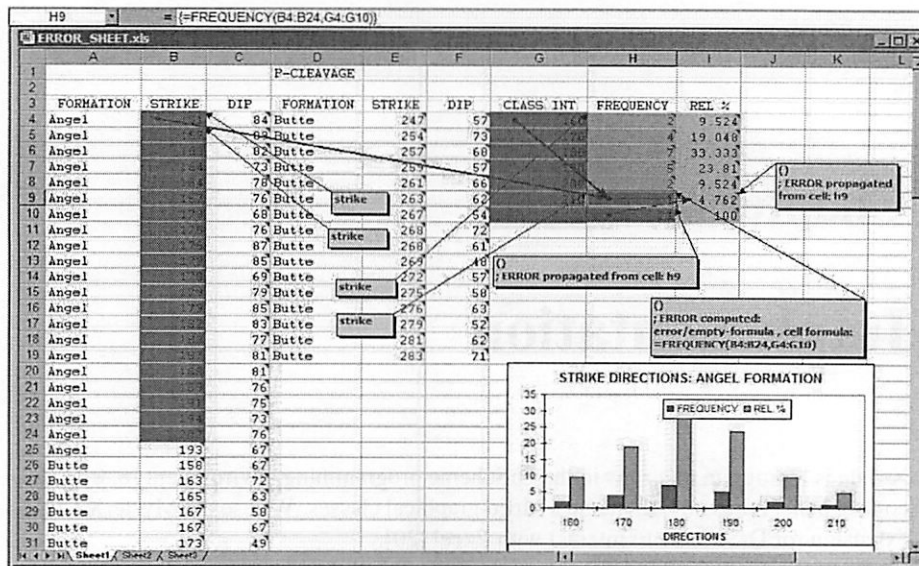 H9 = {=FREQUENCY(B4:B24,G4:G10)}
ERROR_SHEET.xls
A B C D E F G H I J K L
1 P-CLEAVAGE
2
3 FORMATION STRIKE DIP FORMATION STRIKE DIP CLASS INT FREQUENCY REL %
4 Angel 84 Butte 247 57 160 2 9.524
5 Angel Butte 254 73 170 4 19.048
6 Angel 82 Butte 257 68 7 33.333
7 Angel 73 Butte 259 57 5 23.81
8 Angel 78 Butte 261 66 2 9.524
9 Angel 76 Butte 263 62 1 4.762
10 Angel 68 Butte 267 54 100
11 Angel 76 Butte 268 72
12 Angel 87 Butte 268 61
13 Angel 85 Butte 269 48
14 Angel 69 Butte 272 57
15 Angel 79 Butte 275 58
16 Angel 85 Butte 276 63
17 Angel 83 Butte 279 52
18 Angel 77 Butte 281 62
19 Angel 81 Butte 283 71
20 Angel 81
21 Angel 76
22 Angel 75
23 Angel 73
24 Angel 76
25 Angel 193 67
26 Butte 158 67
27 Butte 163 72
28 Butte 165 63
29 Butte 167 58
30 Butte 167 67
31 Butte 173 49
strike
strike
strike
strike
()
; ERROR propagated
from cell: h9
()
; ERROR propagated from cell: h9
()
; ERROR computed:
error/empty-formula , cell formula:
=FREQUENCY(B4:B24,G4:G10)
STRIKE DIRECTIONS: ANGEL FORMATION
FREQUENCY REL %
35
30
25
20
15
10
5
0
160 170 180 190 200 210
DIRECTIONS
Sheet1 Sheet2 Sheet3